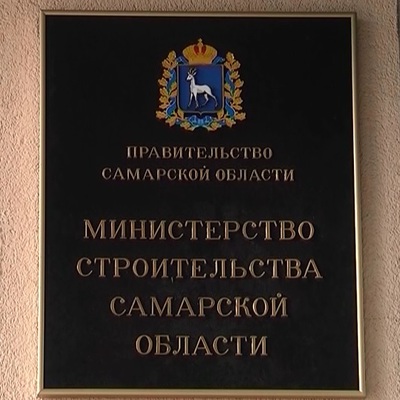 ПРАВИТЕЛЬСТВО
САМАРСКОЙ ОБЛАСТИ
МИНИСТЕРСТВО
СТРОИТЕЛЬСТВА
САМАРСКОЙ
ОБЛАСТИ